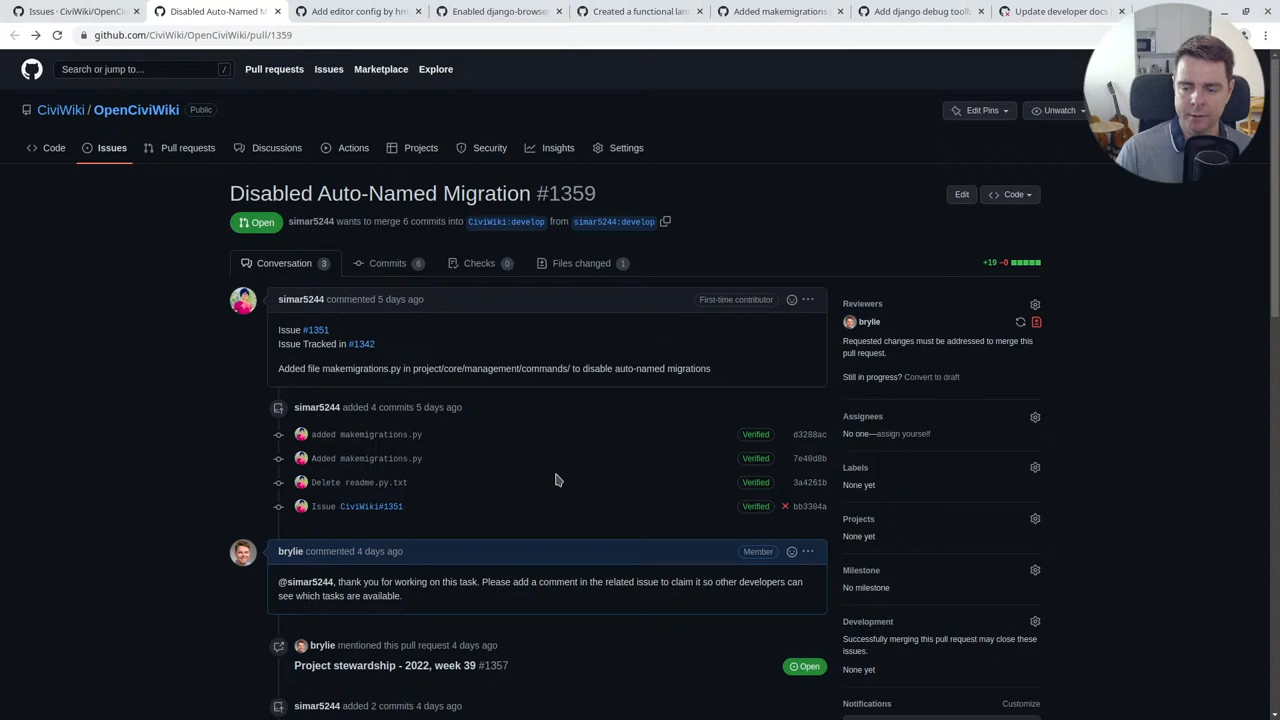 Issues · CiviWiki/OpenCivi
Disabled Auto-Named M
Add editor config by hm
Enabled django-browser
Created a functional lan
Added makemigrations.
Add django debug toolb
Update developer docs
github.com/CiviWiki/OpenCiviWiki/pull/1359
Search or jump to…
/
Pull requests
Issues
Marketplace
Explore
CiviWiki / OpenCiviWiki
Public
Edit Pins
Unwatch
Code
Issues
Pull requests
Discussions
Actions
Projects
Security
Insights
Settings
Disabled Auto-Named Migration #1359
Edit
Code
Open
simar5244 wants to merge 6 commits into CiviWiki:develop from simar5244:develop
Conversation 3
Commits 6
Checks 0
Files changed 1
+19 −0
simar5244 commented 5 days ago
First-time contributor
Issue #1351
Issue Tracked in #1342
Added file makemigrations.py in project/core/management/commands/ to disable auto-named migrations
simar5244 added 4 commits 5 days ago
added makemigrations.py
Verified
d3288ac
Added makemigrations.py
Verified
7e40d8b
Delete readme.py.txt
Verified
3a4261b
Issue CiviWiki#1351
Verified
bb3304a
brylie commented 4 days ago
Member
@simar5244, thank you for working on this task. Please add a comment in the related issue to claim it so other developers can
see which tasks are available.
brylie mentioned this pull request 4 days ago
Project stewardship - 2022, week 39 #1357
Open
simar5244 added 2 commits 4 days ago
Reviewers
brylie
Requested changes must be addressed to merge this
pull request.
Still in progress? Convert to draft
Assignees
No one—assign yourself
Labels
None yet
Projects
None yet
Milestone
No milestone
Development
Successfully merging this pull request may close these
issues.
None yet
Notifications
Customize